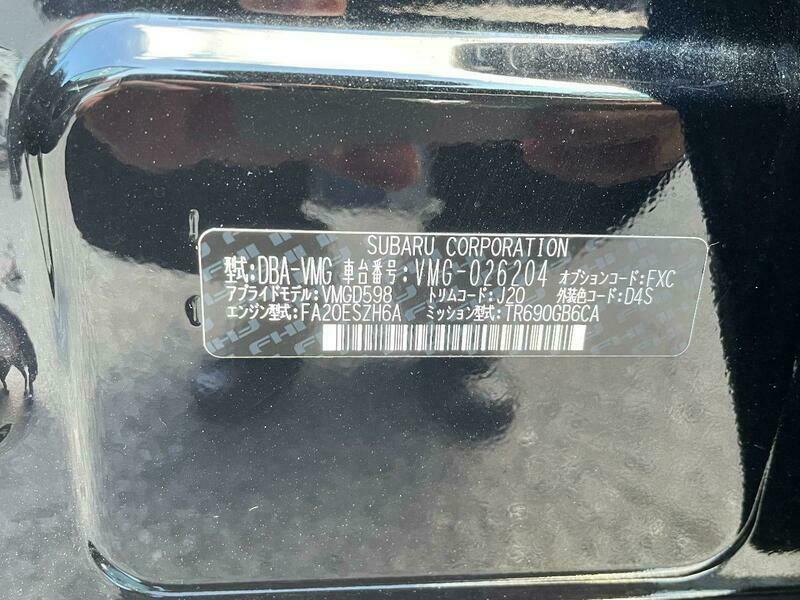 SUBARU CORPORATION
型式:DBA-VMG 車台番号:VMG-026204 オプションコード:FXC
アプライドモデル:VMGD598 トリムコード:J20 外装色コード:D4S
エンジン型式:FA20ESZH6A ミッション型式:TR690GB6CA